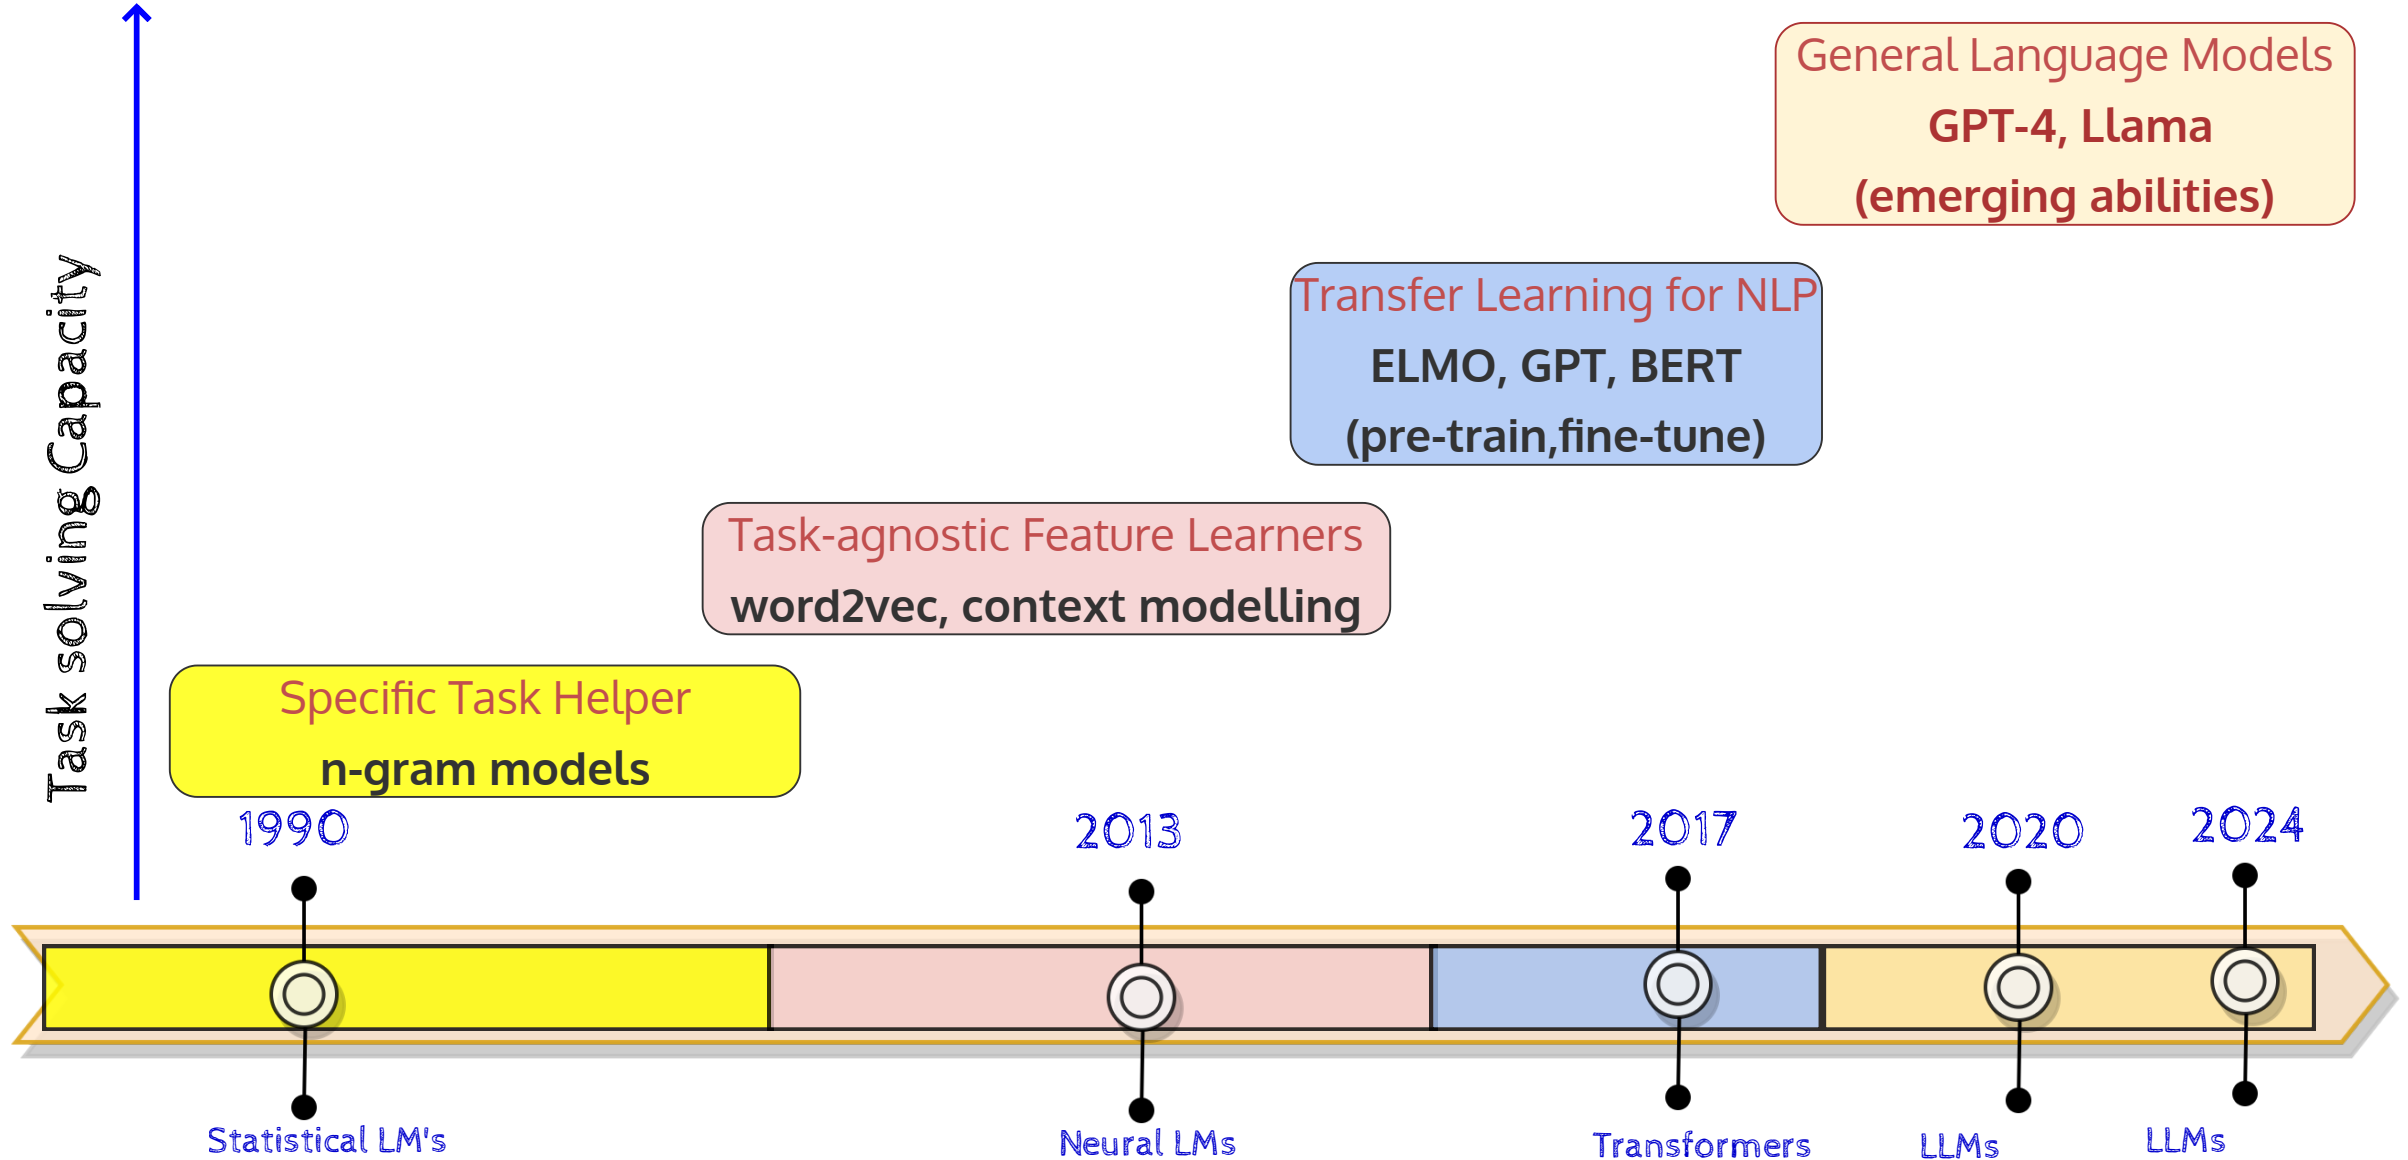 Task solving Capacity
General Language Models
GPT-4, Llama
(emerging abilities)
Transfer Learning for NLP
ELMO, GPT, BERT
(pre-train,fine-tune)
Task-agnostic Feature Learners
word2vec, context modelling
Specific Task Helper
n-gram models
1990
2013
2017
2020
2024
Statistical LM's
Neural LMs
Transformers
LLMs
LLMs